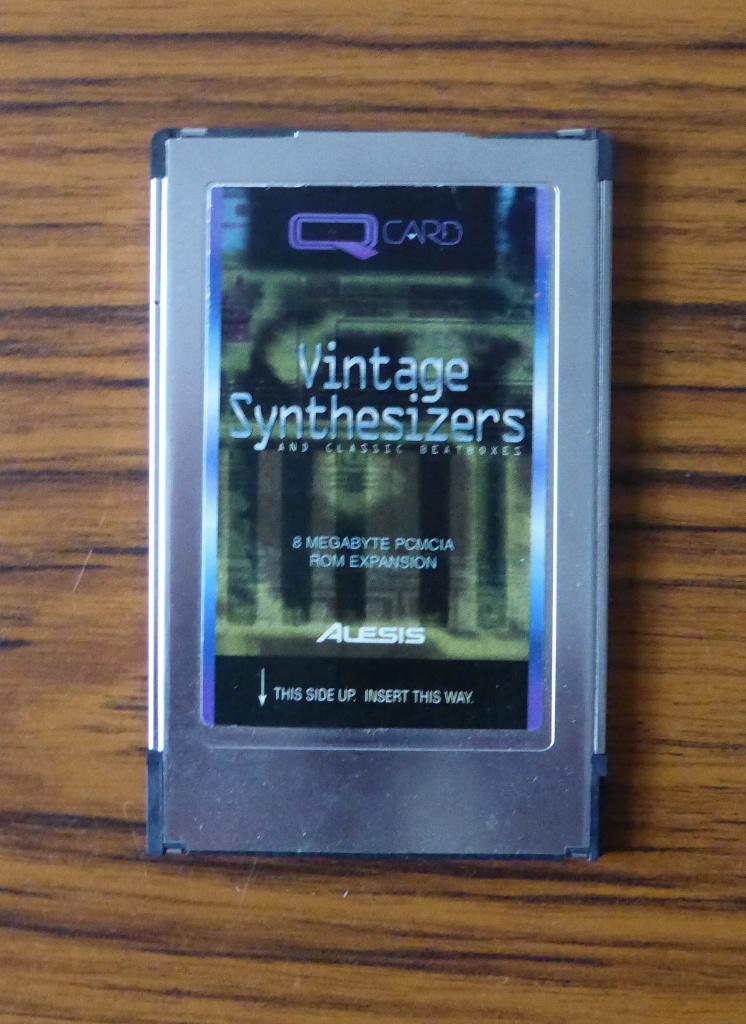 Q CARD
Vintage
Synthesizers
AND CLASSIC BEATBOXES
8 MEGABYTE PCMCIA
ROM EXPANSION
ALESIS
THIS SIDE UP. INSERT THIS WAY.